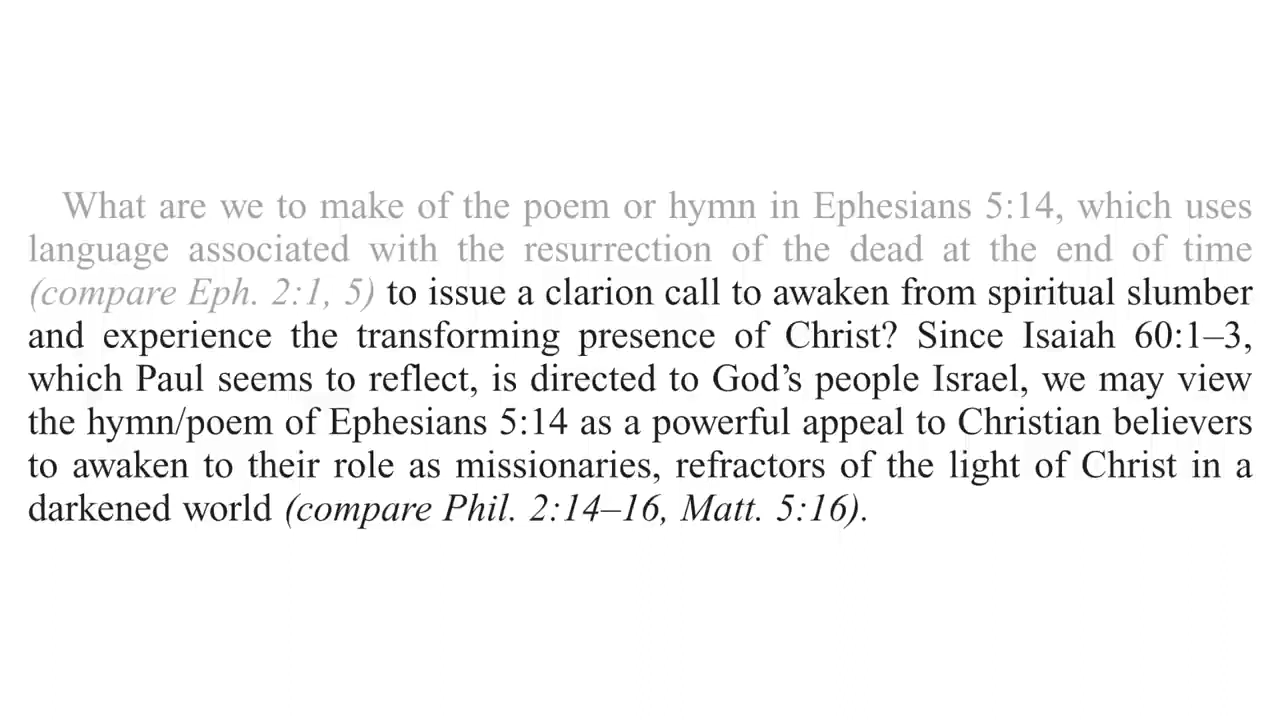 What are we to make of the poem or hymn in Ephesians 5:14, which uses
language associated with the resurrection of the dead at the end of time
(compare Eph. 2:1, 5) to issue a clarion call to awaken from spiritual slumber
and experience the transforming presence of Christ? Since Isaiah 60:1–3,
which Paul seems to reflect, is directed to God’s people Israel, we may view
the hymn/poem of Ephesians 5:14 as a powerful appeal to Christian believers
to awaken to their role as missionaries, refractors of the light of Christ in a
darkened world (compare Phil. 2:14–16, Matt. 5:16).